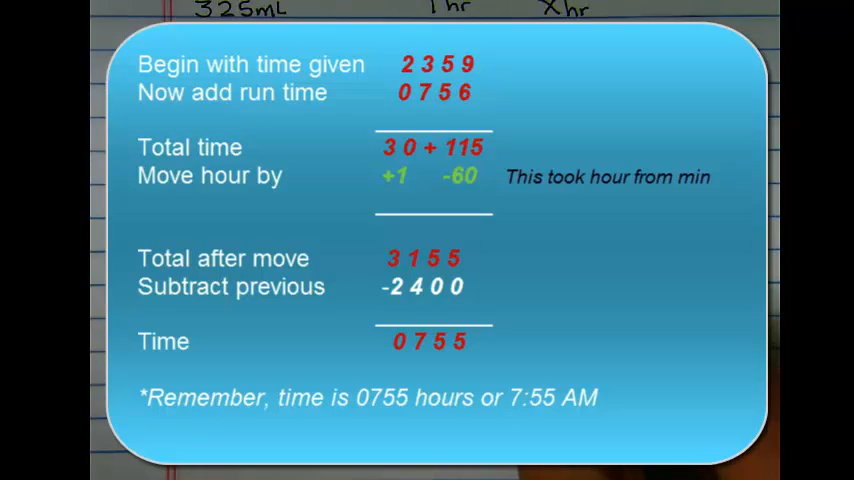 325mL 1hr Xhr
Begin with time given 2 3 5 9
Now add run time 0 7 5 6
Total time 3 0 + 115
Move hour by +1 -60 This took hour from min
Total after move 3 1 5 5
Subtract previous -2 4 0 0
Time 0 7 5 5
*Remember, time is 0755 hours or 7:55 AM